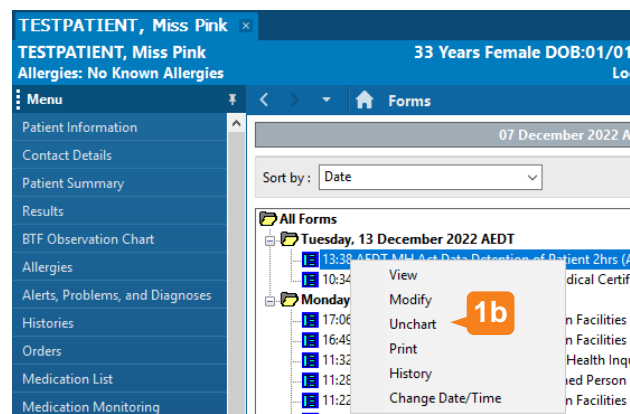 TESTPATIENT, Miss Pink
TESTPATIENT, Miss Pink
33 Years Female DOB:01/01
Allergies: No Known Allergies
Lo
Menu
Forms
Patient Information
07 December 2022 A
Contact Details
Patient Summary
Sort by : Date
Results
All Forms
BTF Observation Chart
Tuesday, 13 December 2022 AEDT
Allergies
13:38 AEDT MH Act Data Detention of Patient 2hrs (A
View
10:34
dical Certif
Alerts, Problems, and Diagnoses
Modify
Monday
Histories
17:06
n Facilities
Unchart
1b
Orders
16:49
n Facilities
Print
11:32
Health Inqu
Medication List
History
11:28
ned Person
Medication Monitoring
Change Date/Time
11:22
n Facilities